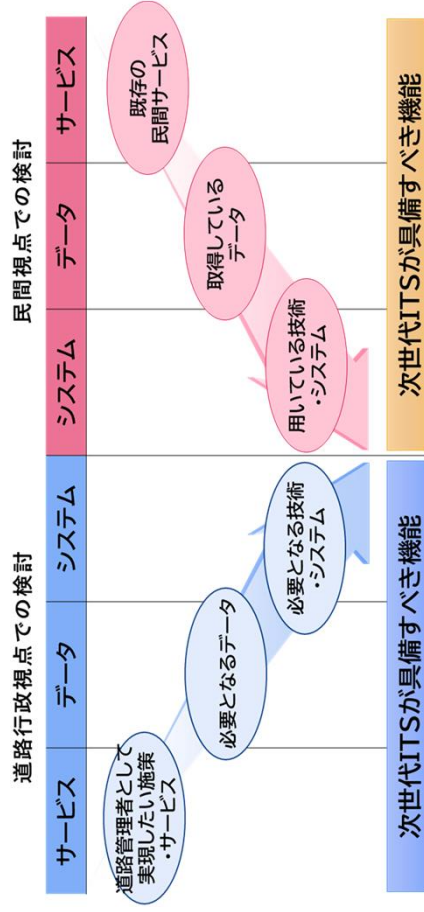 道路行政視点での検討
民間視点での検討
サービス
データ
システム
システム
データ
サービス
道路管理者として
実現したい施策
・サービス
必要となるデータ
必要となる技術
・システム
用いている技術
・システム
取得している
データ
既存の
民間サービス
次世代ITSが具備すべき機能
次世代ITSが具備すべき機能